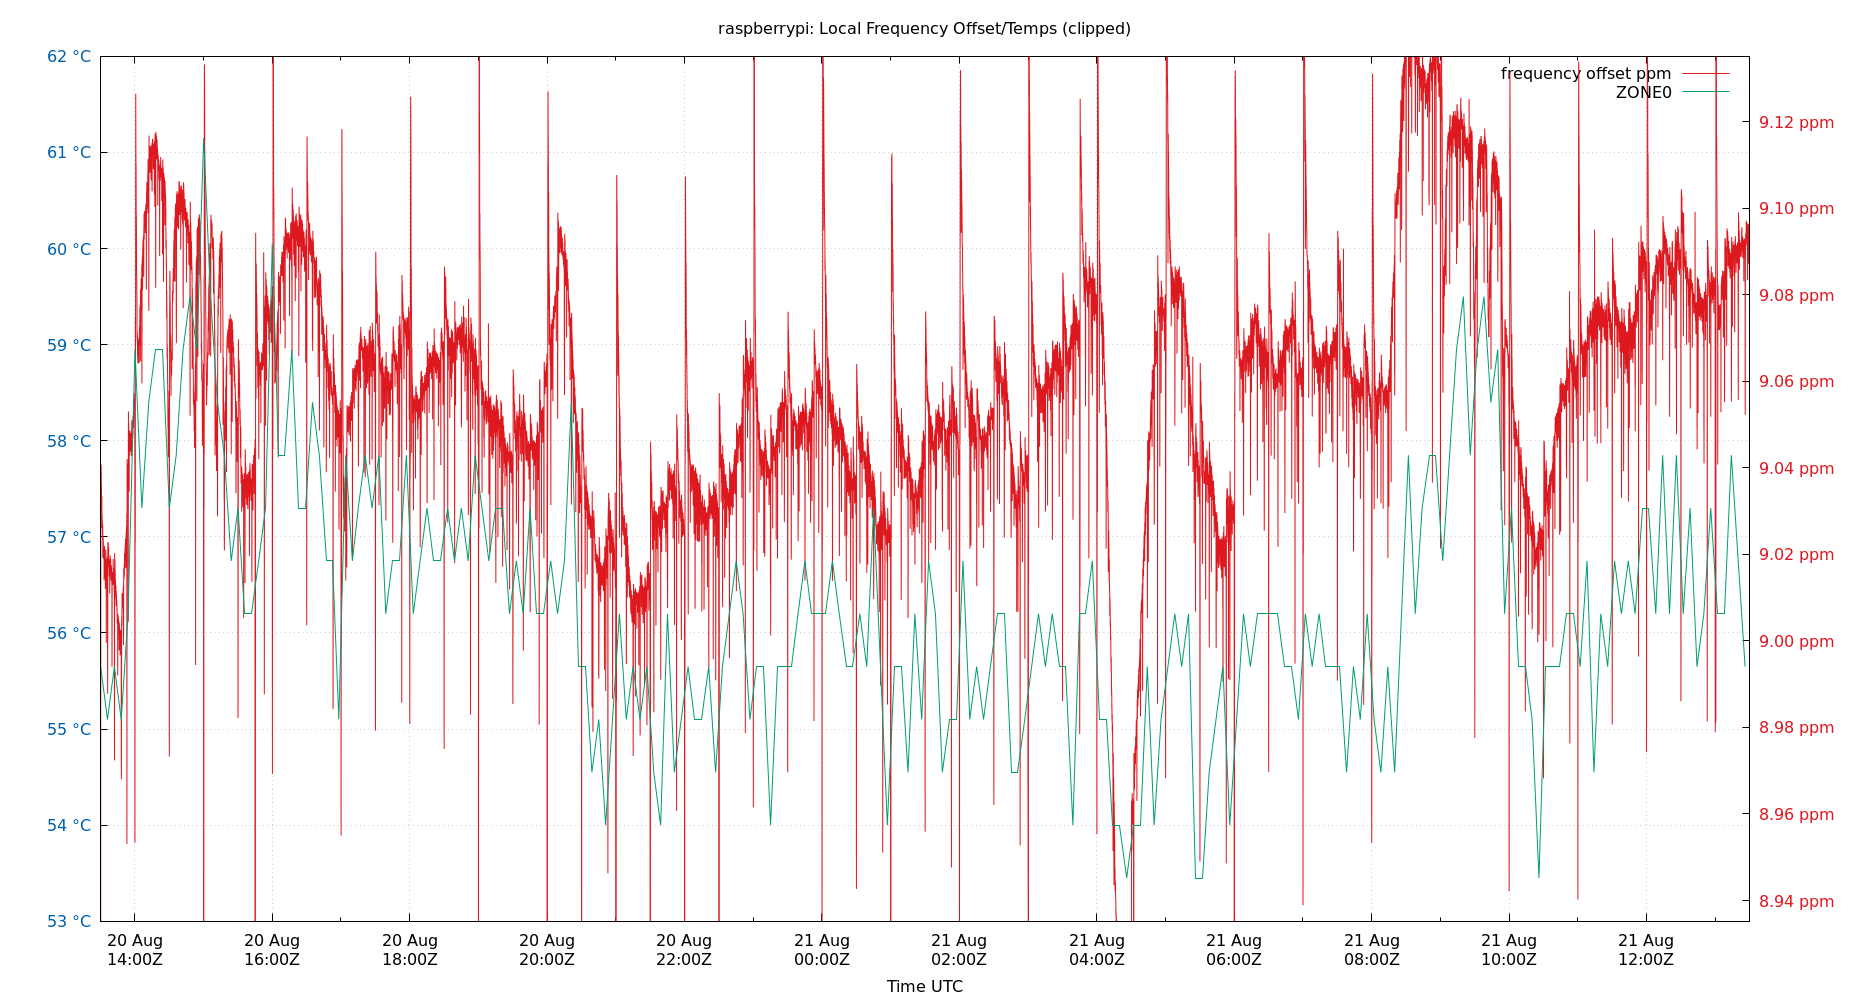 raspberrypi: Local Frequency Offset/Temps (clipped)
62 °C
61 °C
60 °C
59 °C
58 °C
57 °C
56 °C
55 °C
54 °C
53 °C
frequency offset ppm
ZONE0
9.12 ppm
9.10 ppm
9.08 ppm
9.06 ppm
9.04 ppm
9.02 ppm
9.00 ppm
8.98 ppm
8.96 ppm
8.94 ppm
20 Aug 20 Aug 20 Aug 20 Aug 20 Aug 21 Aug 21 Aug 21 Aug 21 Aug 21 Aug 21 Aug 21 Aug
14:00Z 16:00Z 18:00Z 20:00Z 22:00Z 00:00Z 02:00Z 04:00Z 06:00Z 08:00Z 10:00Z 12:00Z
Time UTC